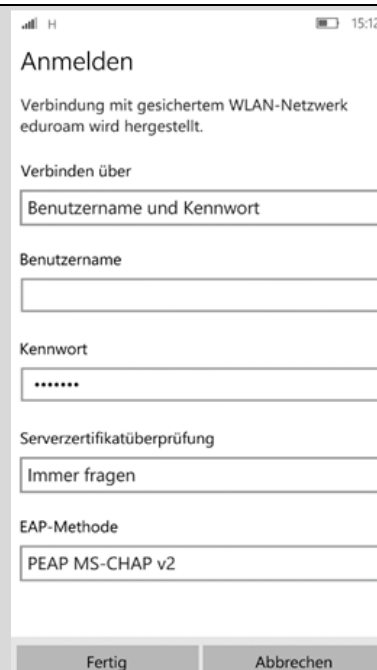 H 15:12
Anmelden
Verbindung mit gesichertem WLAN-Netzwerk
eduroam wird hergestellt.
Verbinden über
Benutzername und Kennwort
Benutzername
Kennwort
•••••••
Serverzertifikatüberprüfung
Immer fragen
EAP-Methode
PEAP MS-CHAP v2
Fertig Abbrechen